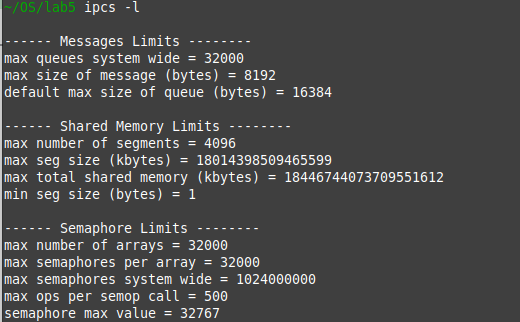 ~/OS/lab5 ipcs -l
------ Messages Limits --------
max queues system wide = 32000
max size of message (bytes) = 8192
default max size of queue (bytes) = 16384
------ Shared Memory Limits --------
max number of segments = 4096
max seg size (kbytes) = 18014398509465599
max total shared memory (kbytes) = 18446744073709551612
min seg size (bytes) = 1
------ Semaphore Limits --------
max number of arrays = 32000
max semaphores per array = 32000
max semaphores system wide = 1024000000
max ops per semop call = 500
semaphore max value = 32767